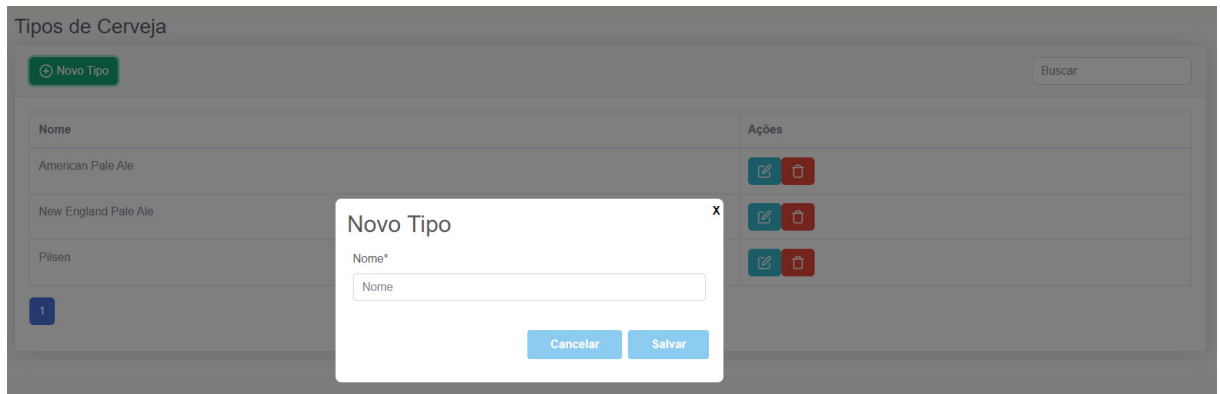 Tipos de Cerveja
Novo Tipo
Buscar
Nome Ações
American Pale Ale
New England Pale Ale
Pilsen
1
Novo Tipo
X
Nome*
Nome
Cancelar Salvar